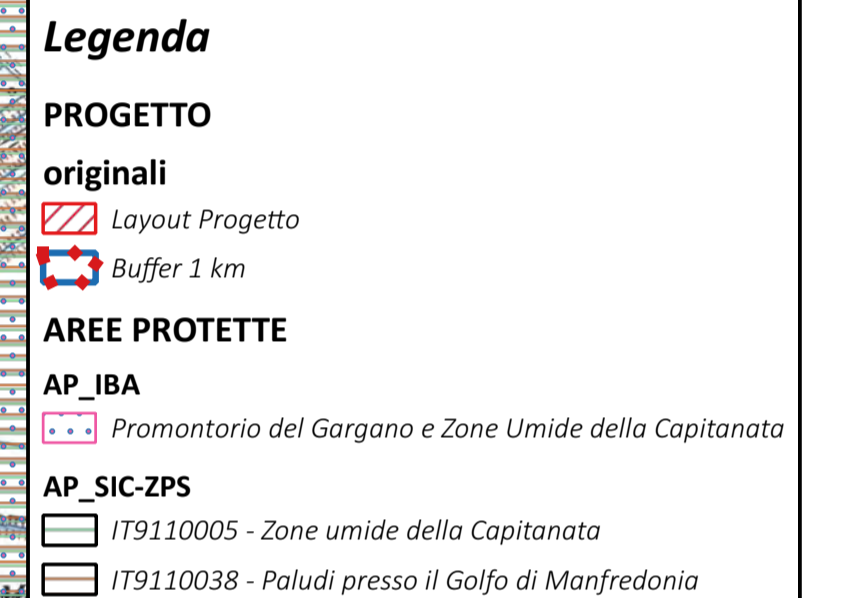 Legenda
PROGETTO
originali
Layout Progetto
Buffer 1 km
AREE PROTETTE
AP_IBA
Promontorio del Gargano e Zone Umide della Capitanata
AP_SIC-ZPS
IT9110005 - Zone umide della Capitanata
IT9110038 - Paludi presso il Golfo di Manfredonia